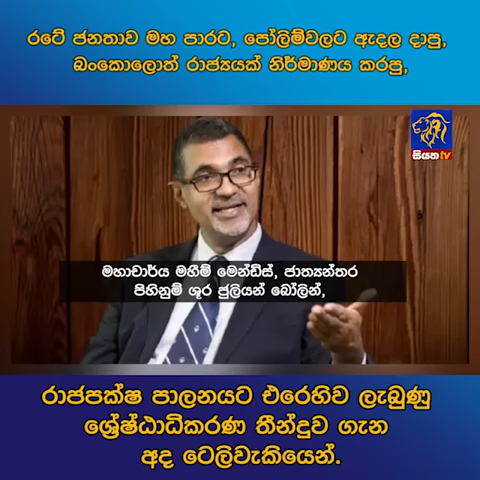 රටේ ජනතාව මහ පාරට, පෝලිම්වලට ඇදල දාපු,
බංකොලොත් රාජ්‍යයක් නිර්මාණය කරපු,
සියත tv
මහාචාර්ය මහීම් මෙන්ඩිස්, ජාත්‍යන්තර
පිහිනුම් ශූර ජූලියන් බෝලින්,
රාජපක්ෂ පාලනයට එරෙහිව ලැබුණු
ශ්‍රේෂ්ඨාධිකරණ තීන්දුව ගැන
අද ටෙලිවැකියෙන්.